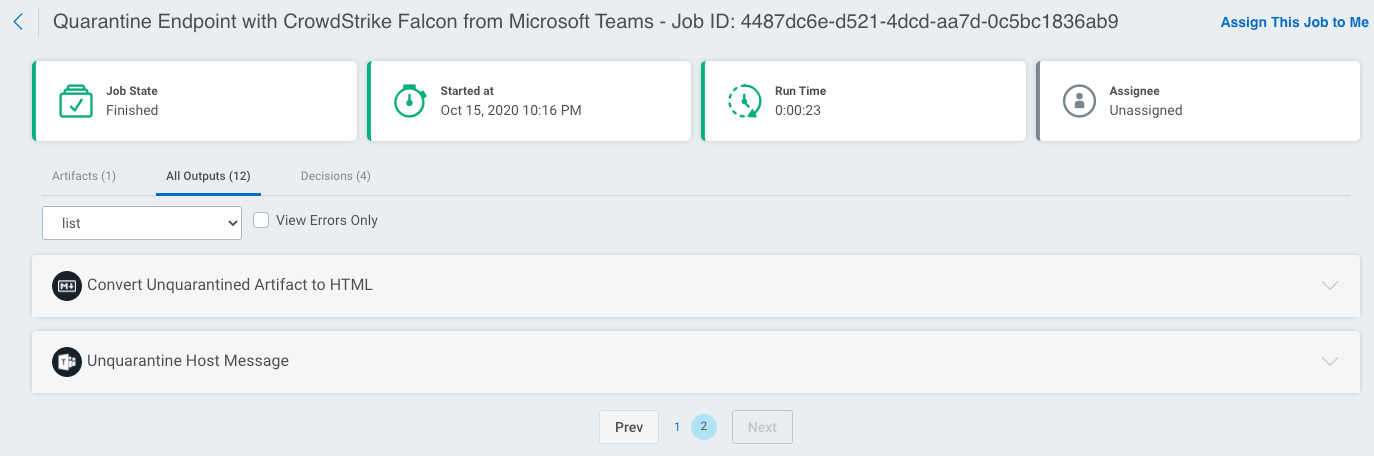 Quarantine Endpoint with CrowdStrike Falcon from Microsoft Teams - Job ID: 4487dc6e-d521-4dcd-aa7d-0c5bc1836ab9
Assign This Job to Me
Job State
Finished
Started at
Oct 15, 2020 10:16 PM
Run Time
0:00:23
Assignee
Unassigned
Artifacts (1)
All Outputs (12)
Decisions (4)
list
View Errors Only
Convert Unquarantined Artifact to HTML
Unquarantine Host Message
Prev
1
2
Next